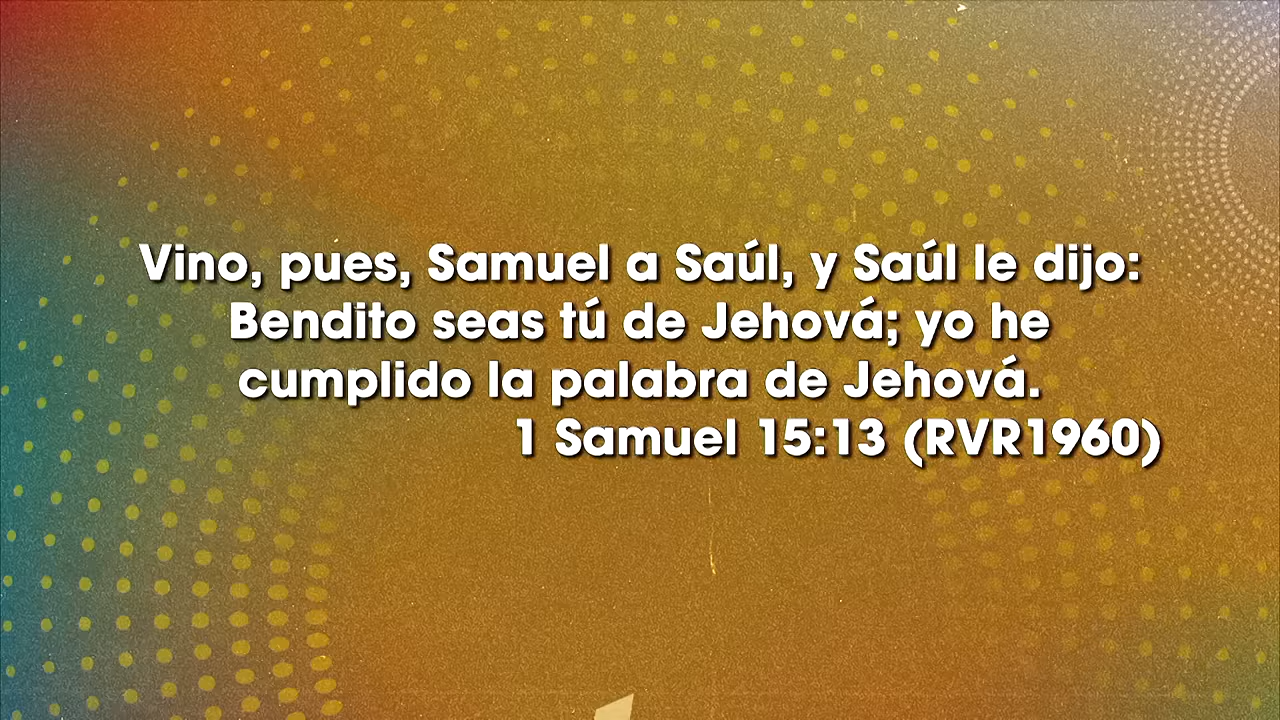 Vino, pues, Samuel a Saúl, y Saúl le dijo:
Bendito seas tú de Jehová; yo he
cumplido la palabra de Jehová.
1 Samuel 15:13 (RVR1960)